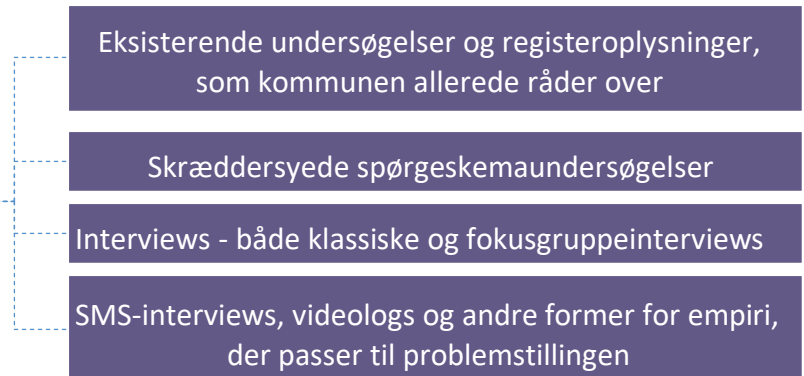 Eksisterende undersøgelser og registeroplysninger,
som kommunen allerede råder over
Skræddersyede spørgeskemaundersøgelser
Interviews - både klassiske og fokusgruppeinterviews
SMS-interviews, videologs og andre former for empiri,
der passer til problemstillingen